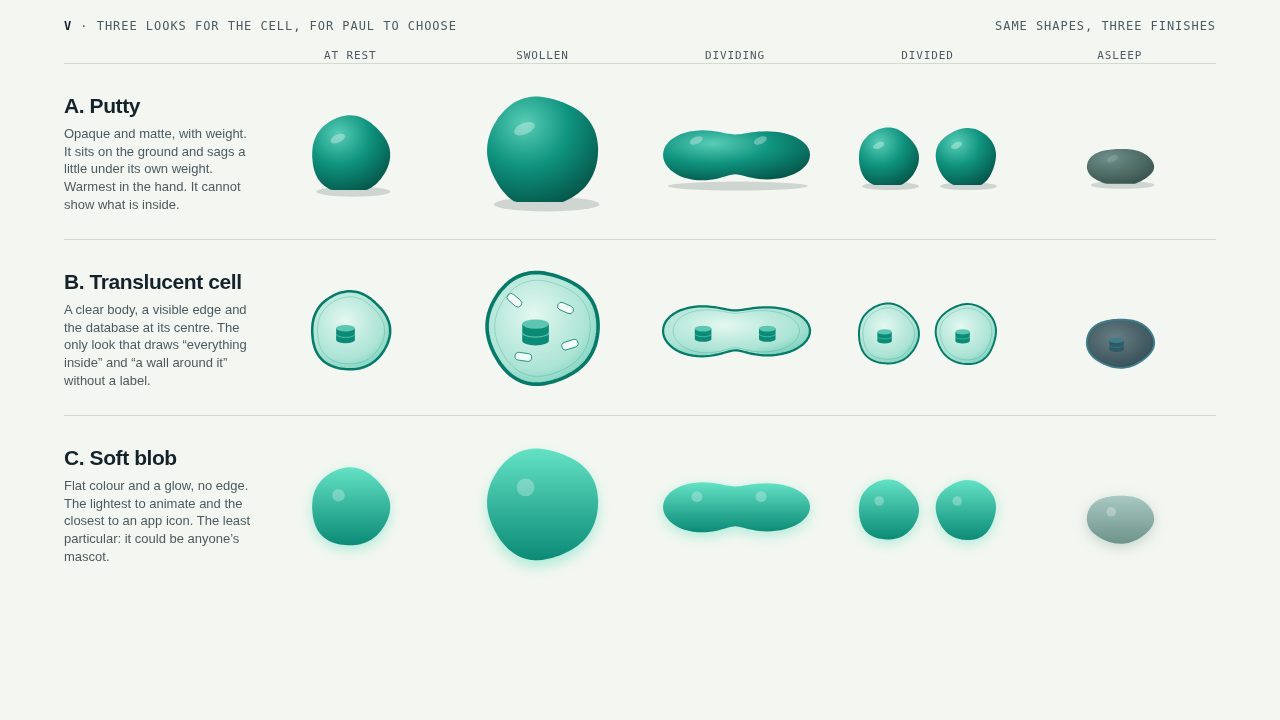 V · THREE LOOKS FOR THE CELL, FOR PAUL TO CHOOSE
SAME SHAPES, THREE FINISHES
AT REST
SWOLLEN
DIVIDING
DIVIDED
ASLEEP
A. Putty
Opaque and matte, with weight.
It sits on the ground and sags a
little under its own weight.
Warmest in the hand. It cannot
show what is inside.
B. Translucent cell
A clear body, a visible edge and
the database at its centre. The
only look that draws “everything
inside” and “a wall around it”
without a label.
C. Soft blob
Flat colour and a glow, no edge.
The lightest to animate and the
closest to an app icon. The least
particular: it could be anyone’s
mascot.